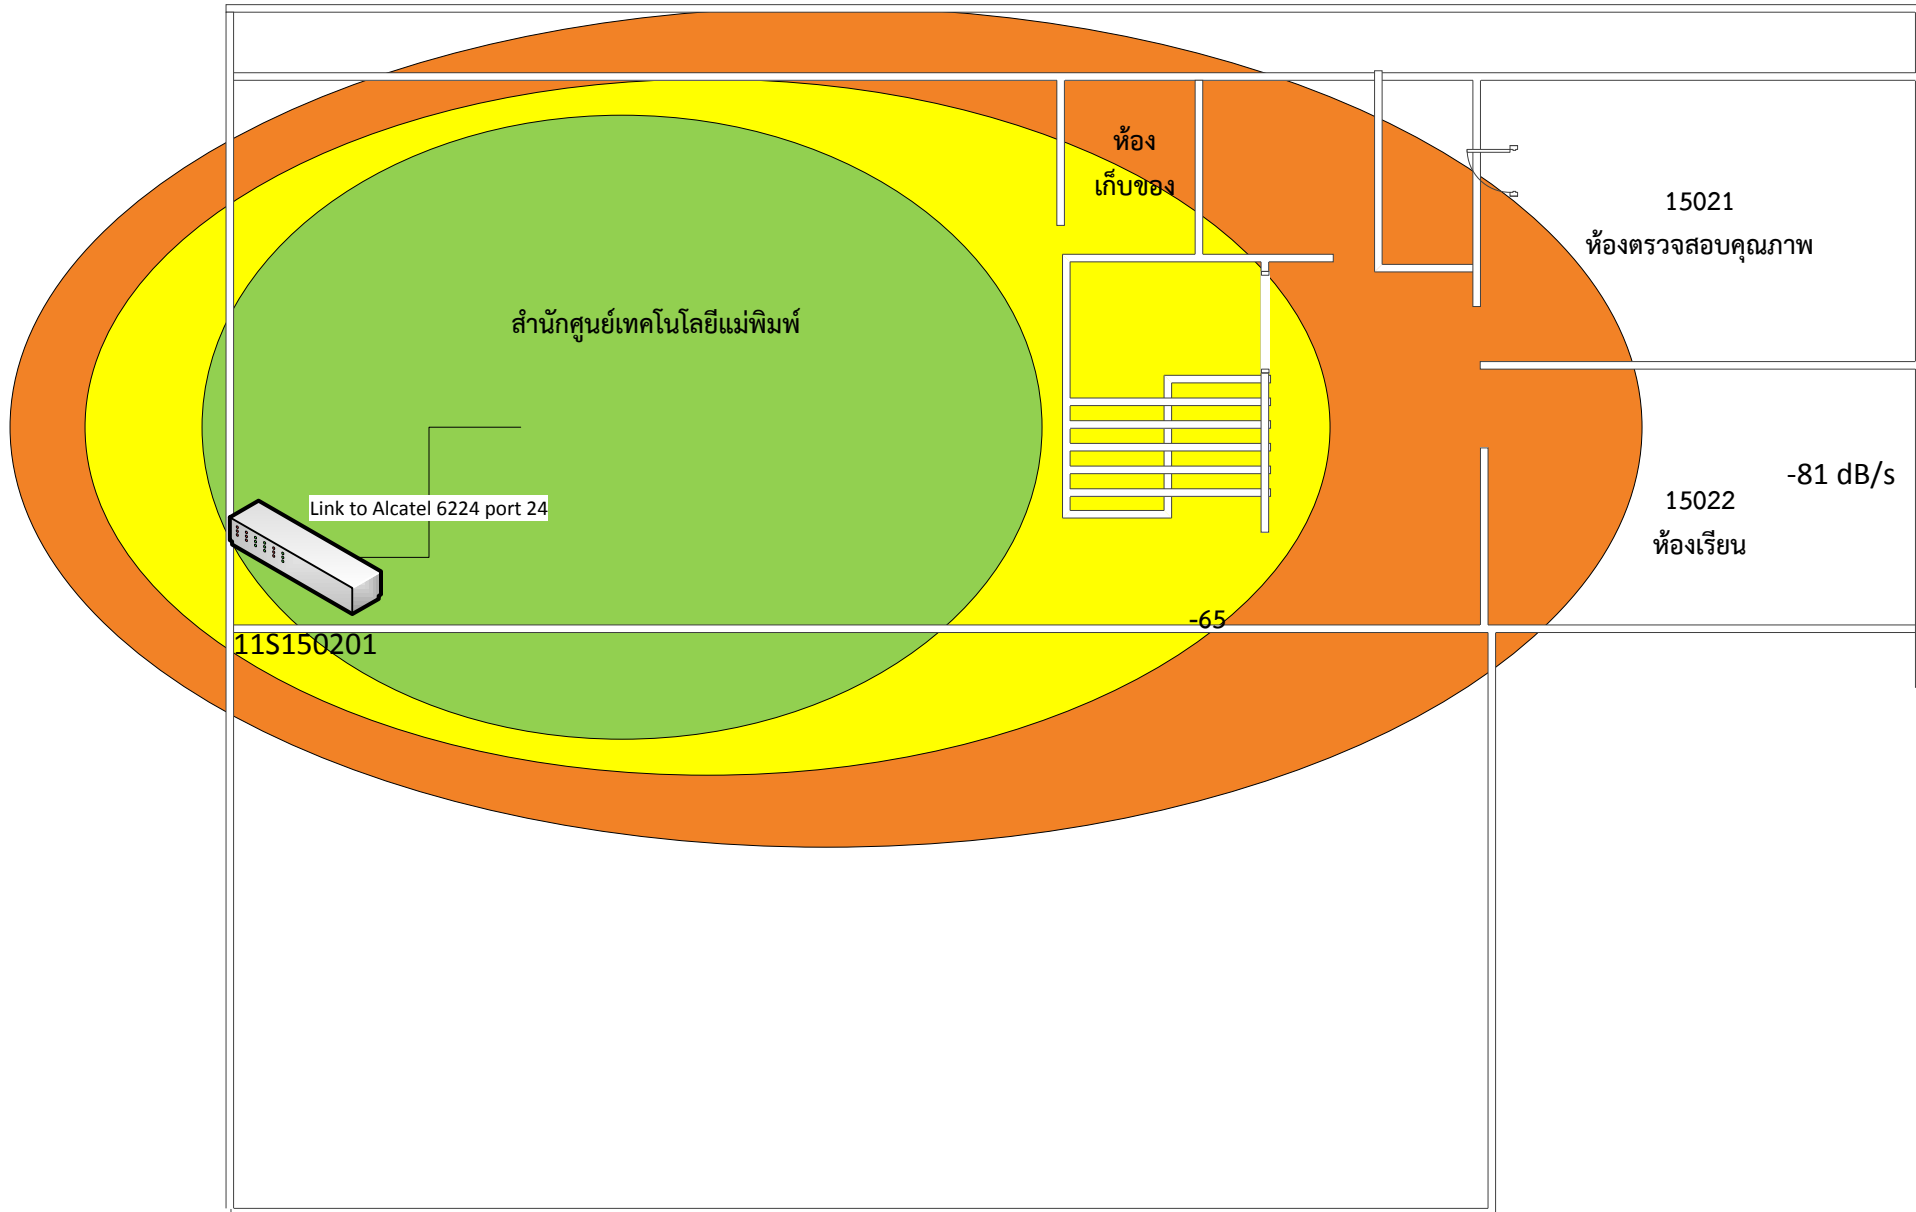 ห้อง
เก็บของ
15021
ห้องตรวจสอบคุณภาพ
สำนักศูนย์เทคโนโลยีแม่พิมพ์
-81 dB/s
15022
ห้องเรียน
Link to Alcatel 6224 port 24
-65
11S150201